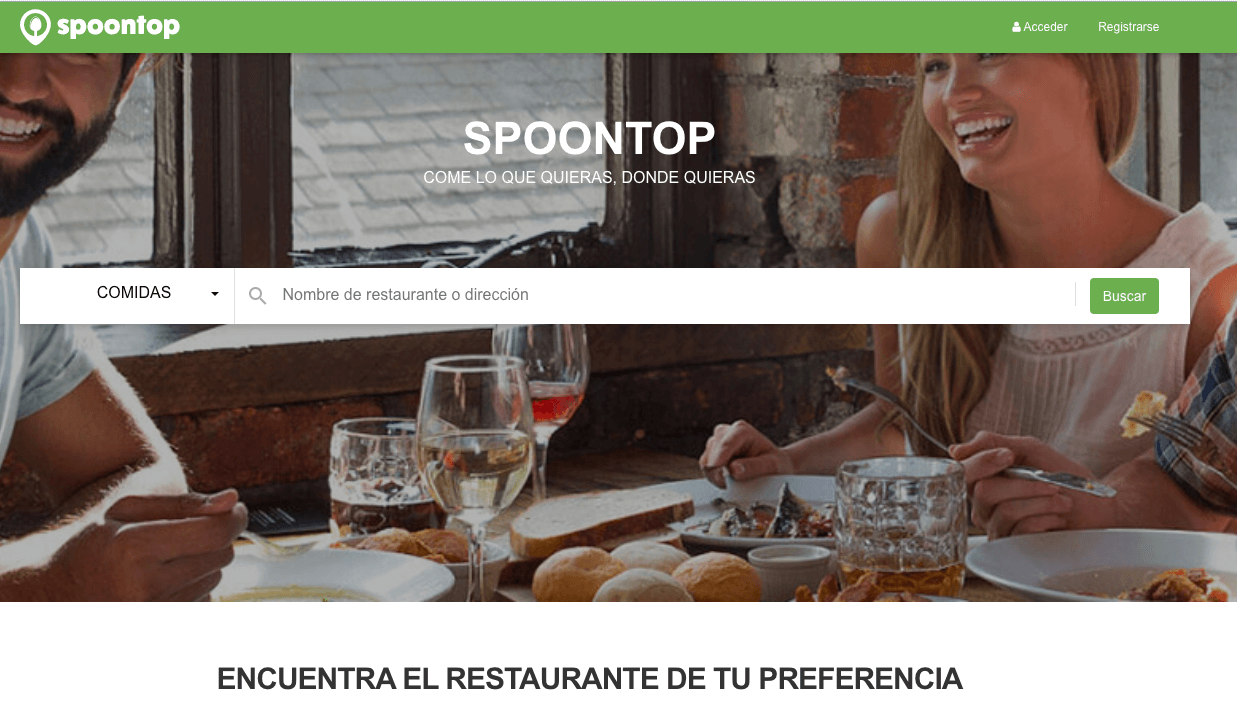 spoontop
Acceder
Registrarse
SPOONTOP
COME LO QUE QUIERAS, DONDE QUIERAS
COMIDAS
Nombre de restaurante o dirección
Buscar
ENCUENTRA EL RESTAURANTE DE TU PREFERENCIA